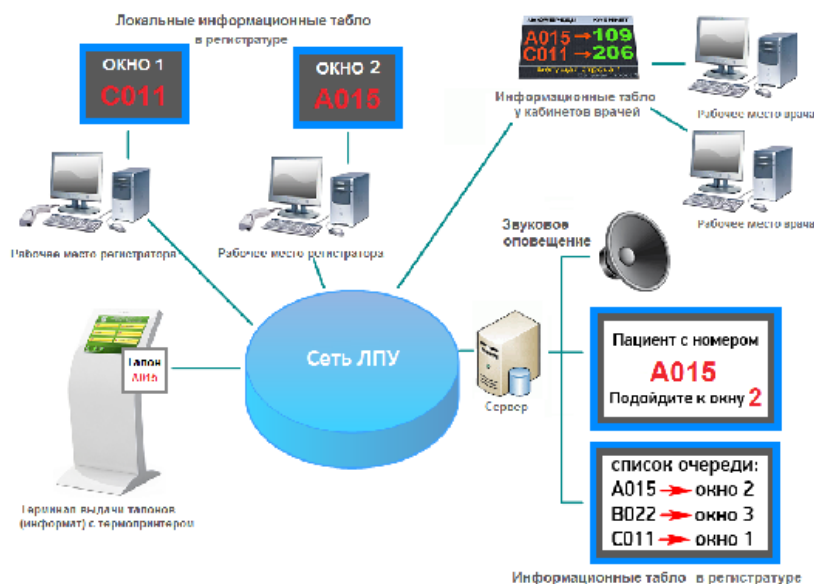 Локальные информационные табло
в регистратуре
ОКНО 1
С011
ОКНО 2
А015
А015 → 109
С011 → 206
Информационные табло
у кабинетов врачей
Рабочее место врача
Рабочее место врача
Рабочее место регистратора
Рабочее место регистратора
Звуковое
оповещение
Талон
А015
Сеть ЛПУ
Сервер
Пациент с номером
А015
Подойдите к окну 2
список очереди:
А015 → окно 2
В022 → окно 3
С011 → окно 1
Терминал выдачи талонов
(информат) с термопринтером
Информационные табло в регистратуре